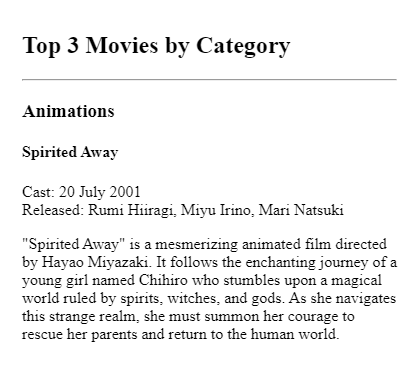 Top 3 Movies by Category
Animations
Spirited Away
Cast: 20 July 2001
Released: Rumi Hiiragi, Miyu Irino, Mari Natsuki
"Spirited Away" is a mesmerizing animated film directed
by Hayao Miyazaki. It follows the enchanting journey of a
young girl named Chihiro who stumbles upon a magical
world ruled by spirits, witches, and gods. As she navigates
this strange realm, she must summon her courage to
rescue her parents and return to the human world.